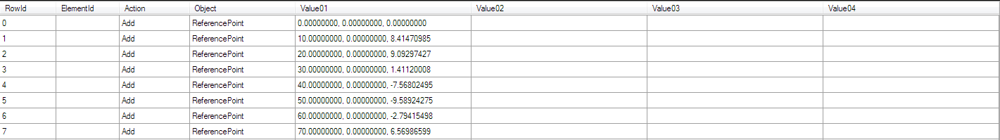 RowId ElementId Action Object Value01 Value02 Value03 Value04
0 Add ReferencePoint 0.00000000, 0.00000000, 0.00000000
1 Add ReferencePoint 10.00000000, 0.00000000, 8.41470985
2 Add ReferencePoint 20.00000000, 0.00000000, 9.09297427
3 Add ReferencePoint 30.00000000, 0.00000000, 1.41120008
4 Add ReferencePoint 40.00000000, 0.00000000, -7.56802495
5 Add ReferencePoint 50.00000000, 0.00000000, -9.58924275
6 Add ReferencePoint 60.00000000, 0.00000000, -2.79415498
7 Add ReferencePoint 70.00000000, 0.00000000, 6.56986599